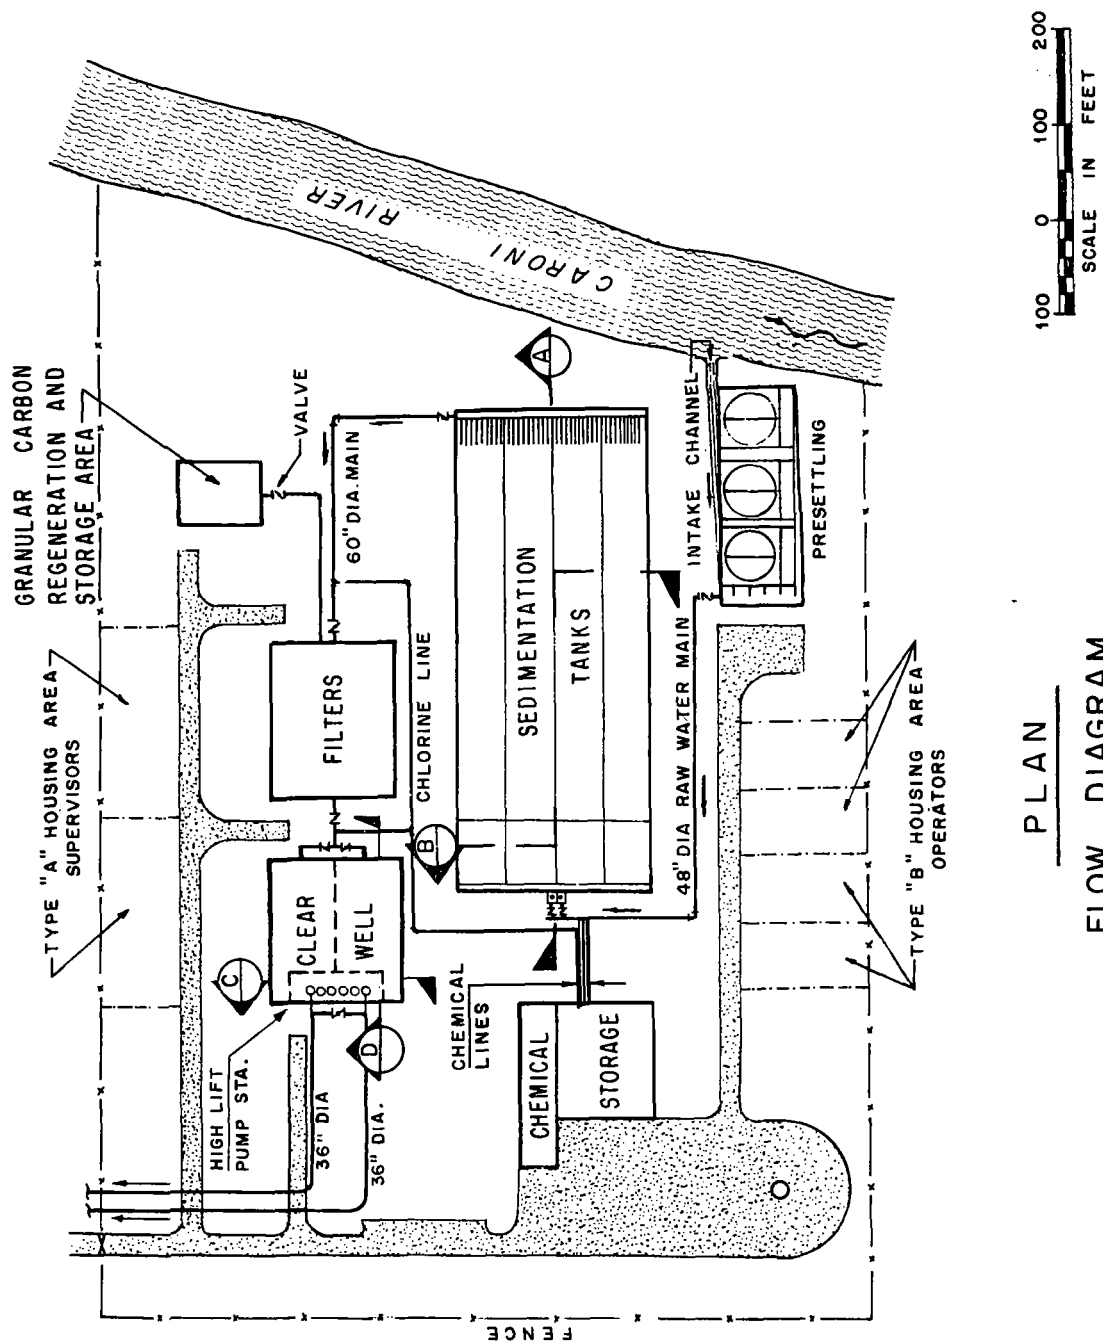 GRANULAR CARBON
REGENERATION AND
STORAGE AREA
VALVE
TYPE "A" HOUSING AREA
SUPERVISORS
RIVER
CARONI
60" DIA. MAIN
FILTERS
CHLORINE LINE
CLEAR
WELL
C
B
A
D
HIGH LIFT
PUMP STA.
36" DIA
36" DIA.
SEDIMENTATION
TANKS
INTAKE CHANNEL
PRESETTLING
48" DIA RAW WATER MAIN
CHEMICAL
LINES
CHEMICAL
STORAGE
TYPE "B" HOUSING AREA
OPERATORS
FENCE
100 0 100 200
SCALE IN FEET
PLAN
FLOW DIAGRAM